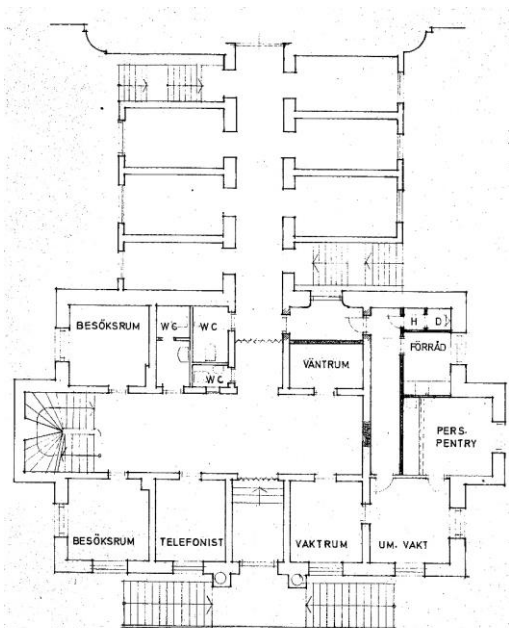 H D
BESÖKSRUM
WC
WC
FÖRRÅD
VÄNTRUM
WC
PERS-
PENTRY
BESÖKSRUM
TELEFONIST
VAKTRUM
UM. VAKT